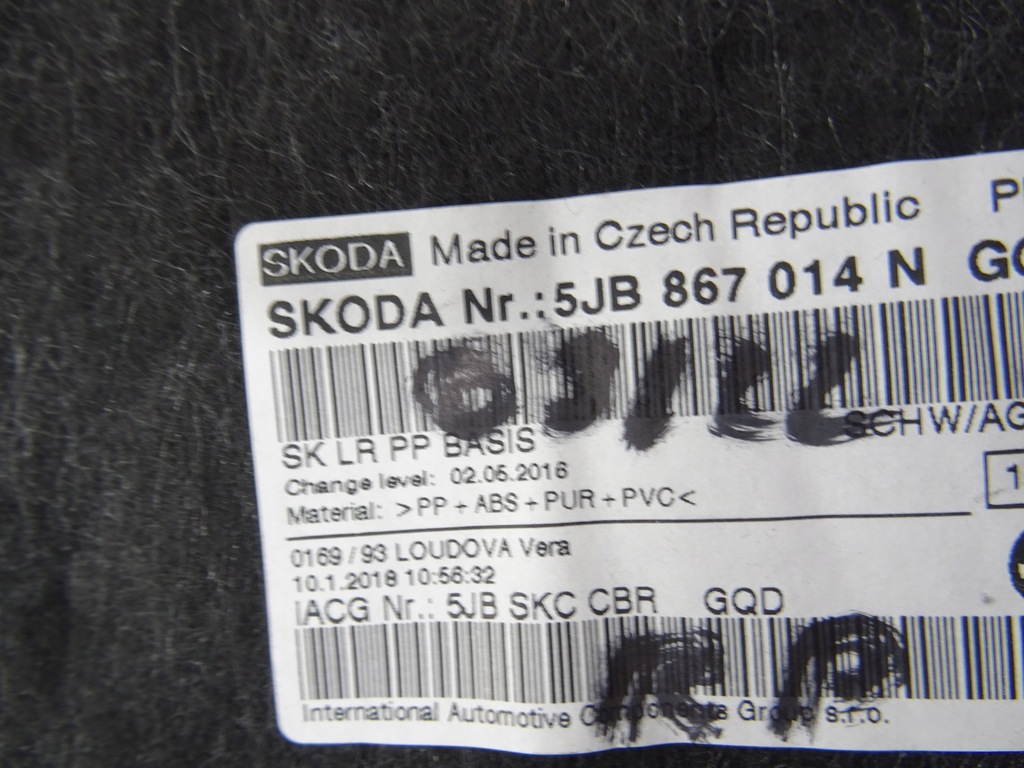 SKODA Made in Czech Republic
SKODA Nr.: 5JB 867 014 N
SK LR PP BASIS SCHW/AG
Change level: 02.05.2016
Material: >PP + ABS + PUR + PVC<
0169 / 93 LOUDOVA Vera
10.1.2018 10:56:32
IACG Nr.: 5JB SKC CBR GQD
International Automotive Components Group s.r.o.